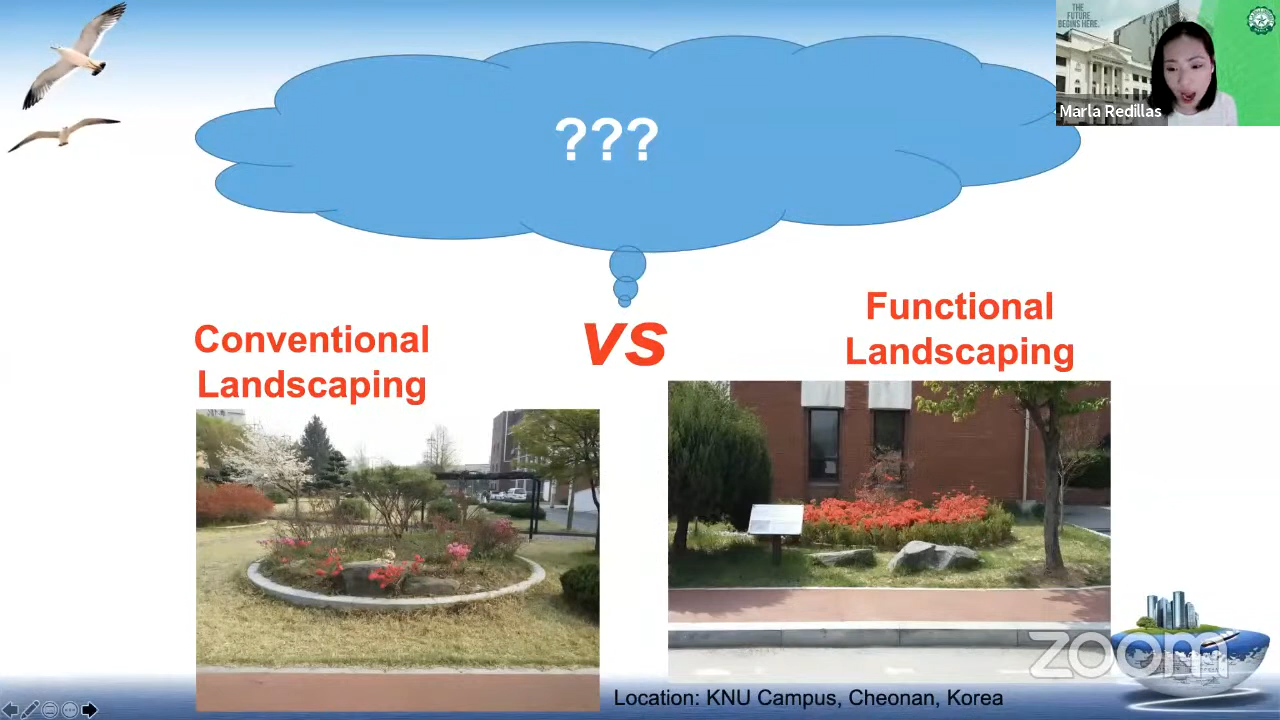 THE
FUTURE
BEGINS HERE.
Marla Redillas
???
Conventional
Landscaping
vs
Functional
Landscaping
zoom
Location: KNU Campus, Cheonan, Korea